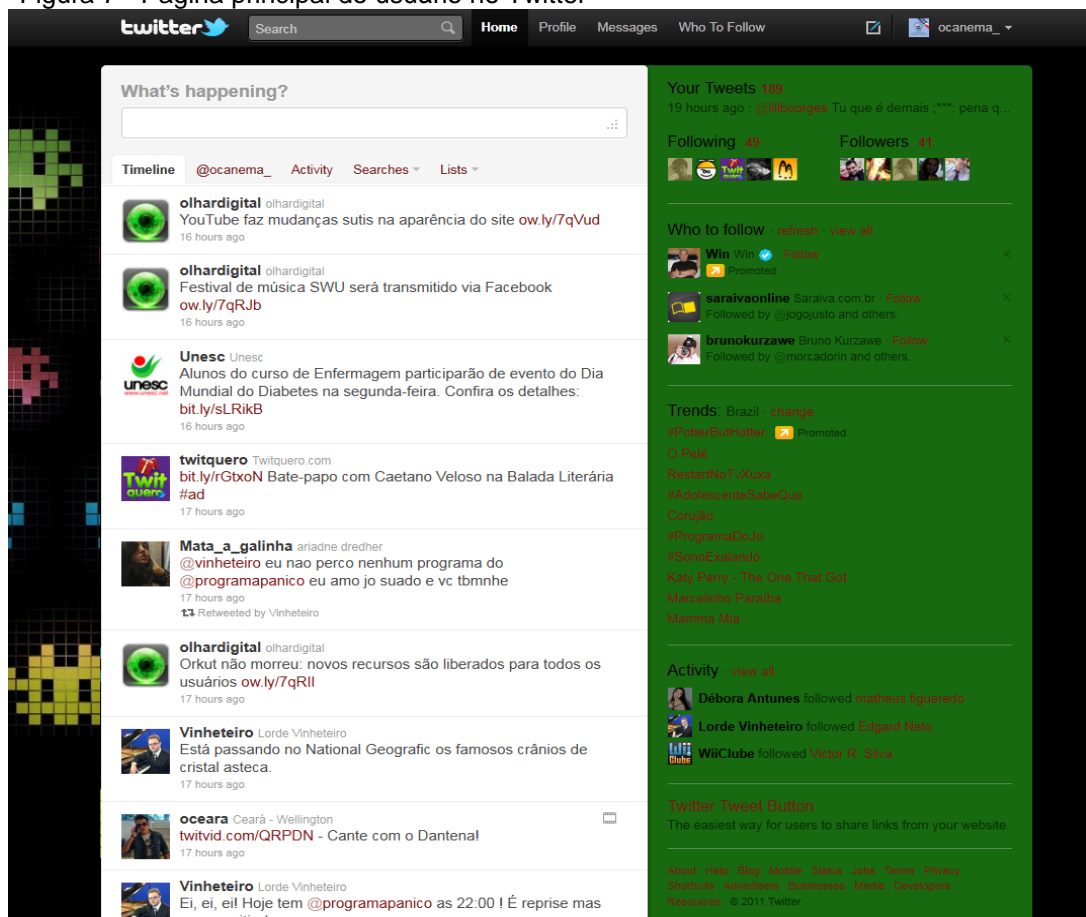 Figura 7 - Página principal do usuário no Twitter
twitter Search Home Profile Messages Who To Follow ocanema_
What's happening?
Timeline @ocanema_ Activity Searches Lists
olhardigital olhardigital
YouTube faz mudanças sutis na aparência do site ow.ly/7qVud
16 hours ago
olhardigital olhardigital
Festival de música SWU será transmitido via Facebook
ow.ly/7qRJb
16 hours ago
unesc
www.unesc.net
Unesc Unesc
Alunos do curso de Enfermagem participarão de evento do Dia
Mundial do Diabetes na segunda-feira. Confira os detalhes:
bit.ly/sLRikB
16 hours ago
Twit
quero
twitquero Twitquero.com
bit.ly/rGtxoN Bate-papo com Caetano Veloso na Balada Literária
#ad
17 hours ago
Mata_a_galinha ariadne dredher
@vinheteiro eu nao perco nenhum programa do
@programapanico eu amo jo suado e vc tbmnhe
17 hours ago
Retweeted by Vinheteiro
olhardigital olhardigital
Orkut não morreu: novos recursos são liberados para todos os
usuários ow.ly/7qRII
17 hours ago
Vinheteiro Lorde Vinheteiro
Está passando no National Geografic os famosos crânios de
cristal asteca.
17 hours ago
oceara Ceará - Wellington
twitvid.com/QRPDN - Cante com o Dantena!
17 hours ago
Vinheteiro Lorde Vinheteiro
Ei, ei, ei! Hoje tem @programapanico as 22:00 ! É reprise mas
Your Tweets 189
19 hours ago : @liliboorges Tu que é demais ;***: pena q...
Following 49 Followers 41
Twit
Who to follow · refresh · view all
Win Win · Follow ×
Promoted
saraivaonline Saraiva.com.br · Follow ×
Followed by @jogojusto and others.
brunokurzawe Bruno Kurzawe · Follow ×
Followed by @morcadorin and others.
Trends: Brazil · change
#PotterButHotter Promoted
O Pelé
RestartNoTvXuxa
#AdolescenteSabeQue
Corujão
#ProgramaDoJo
#SonoExalando
Katy Perry - The One That Got
Marcelinho Paraíba
Mamma Mia
Activity · view all
Débora Antunes followed matheus figueredo
Lorde Vinheteiro followed Edgard Neto
Wii
Clube
WiiClube followed Victor R. Silva
Twitter Tweet Button
The easiest way for users to share links from your website.
About Help Blog Mobile Status Jobs Terms Privacy
Shortcuts Advertisers Businesses Media Developers
Resources © 2011 Twitter